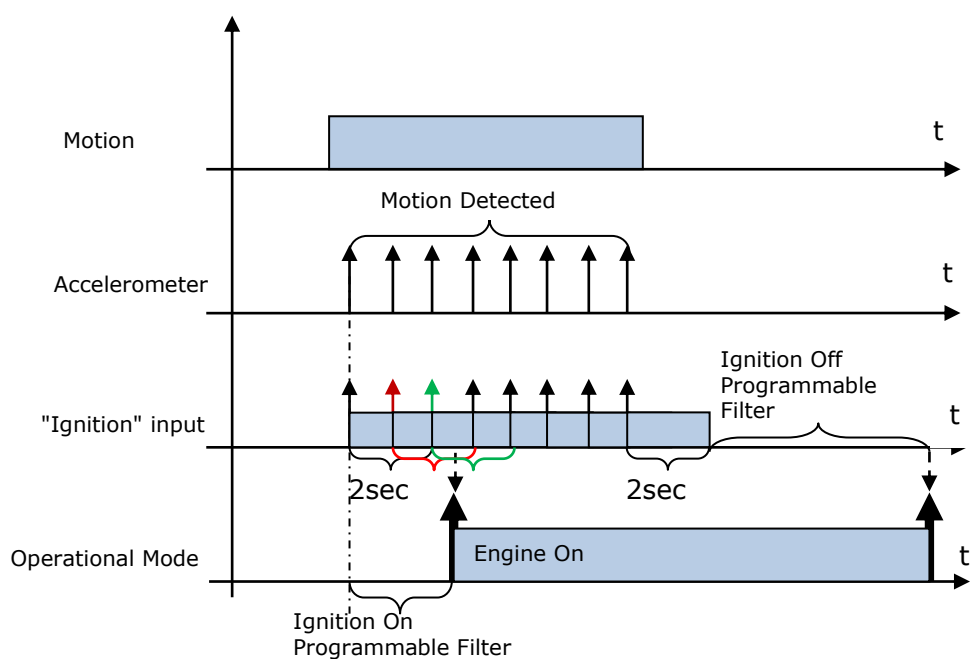 t
Motion
Motion Detected
t
Accelerometer
Ignition Off
Programmable
Filter
"Ignition" input
t
2sec
2sec
Operational Mode
Engine On
t
Ignition On
Programmable Filter